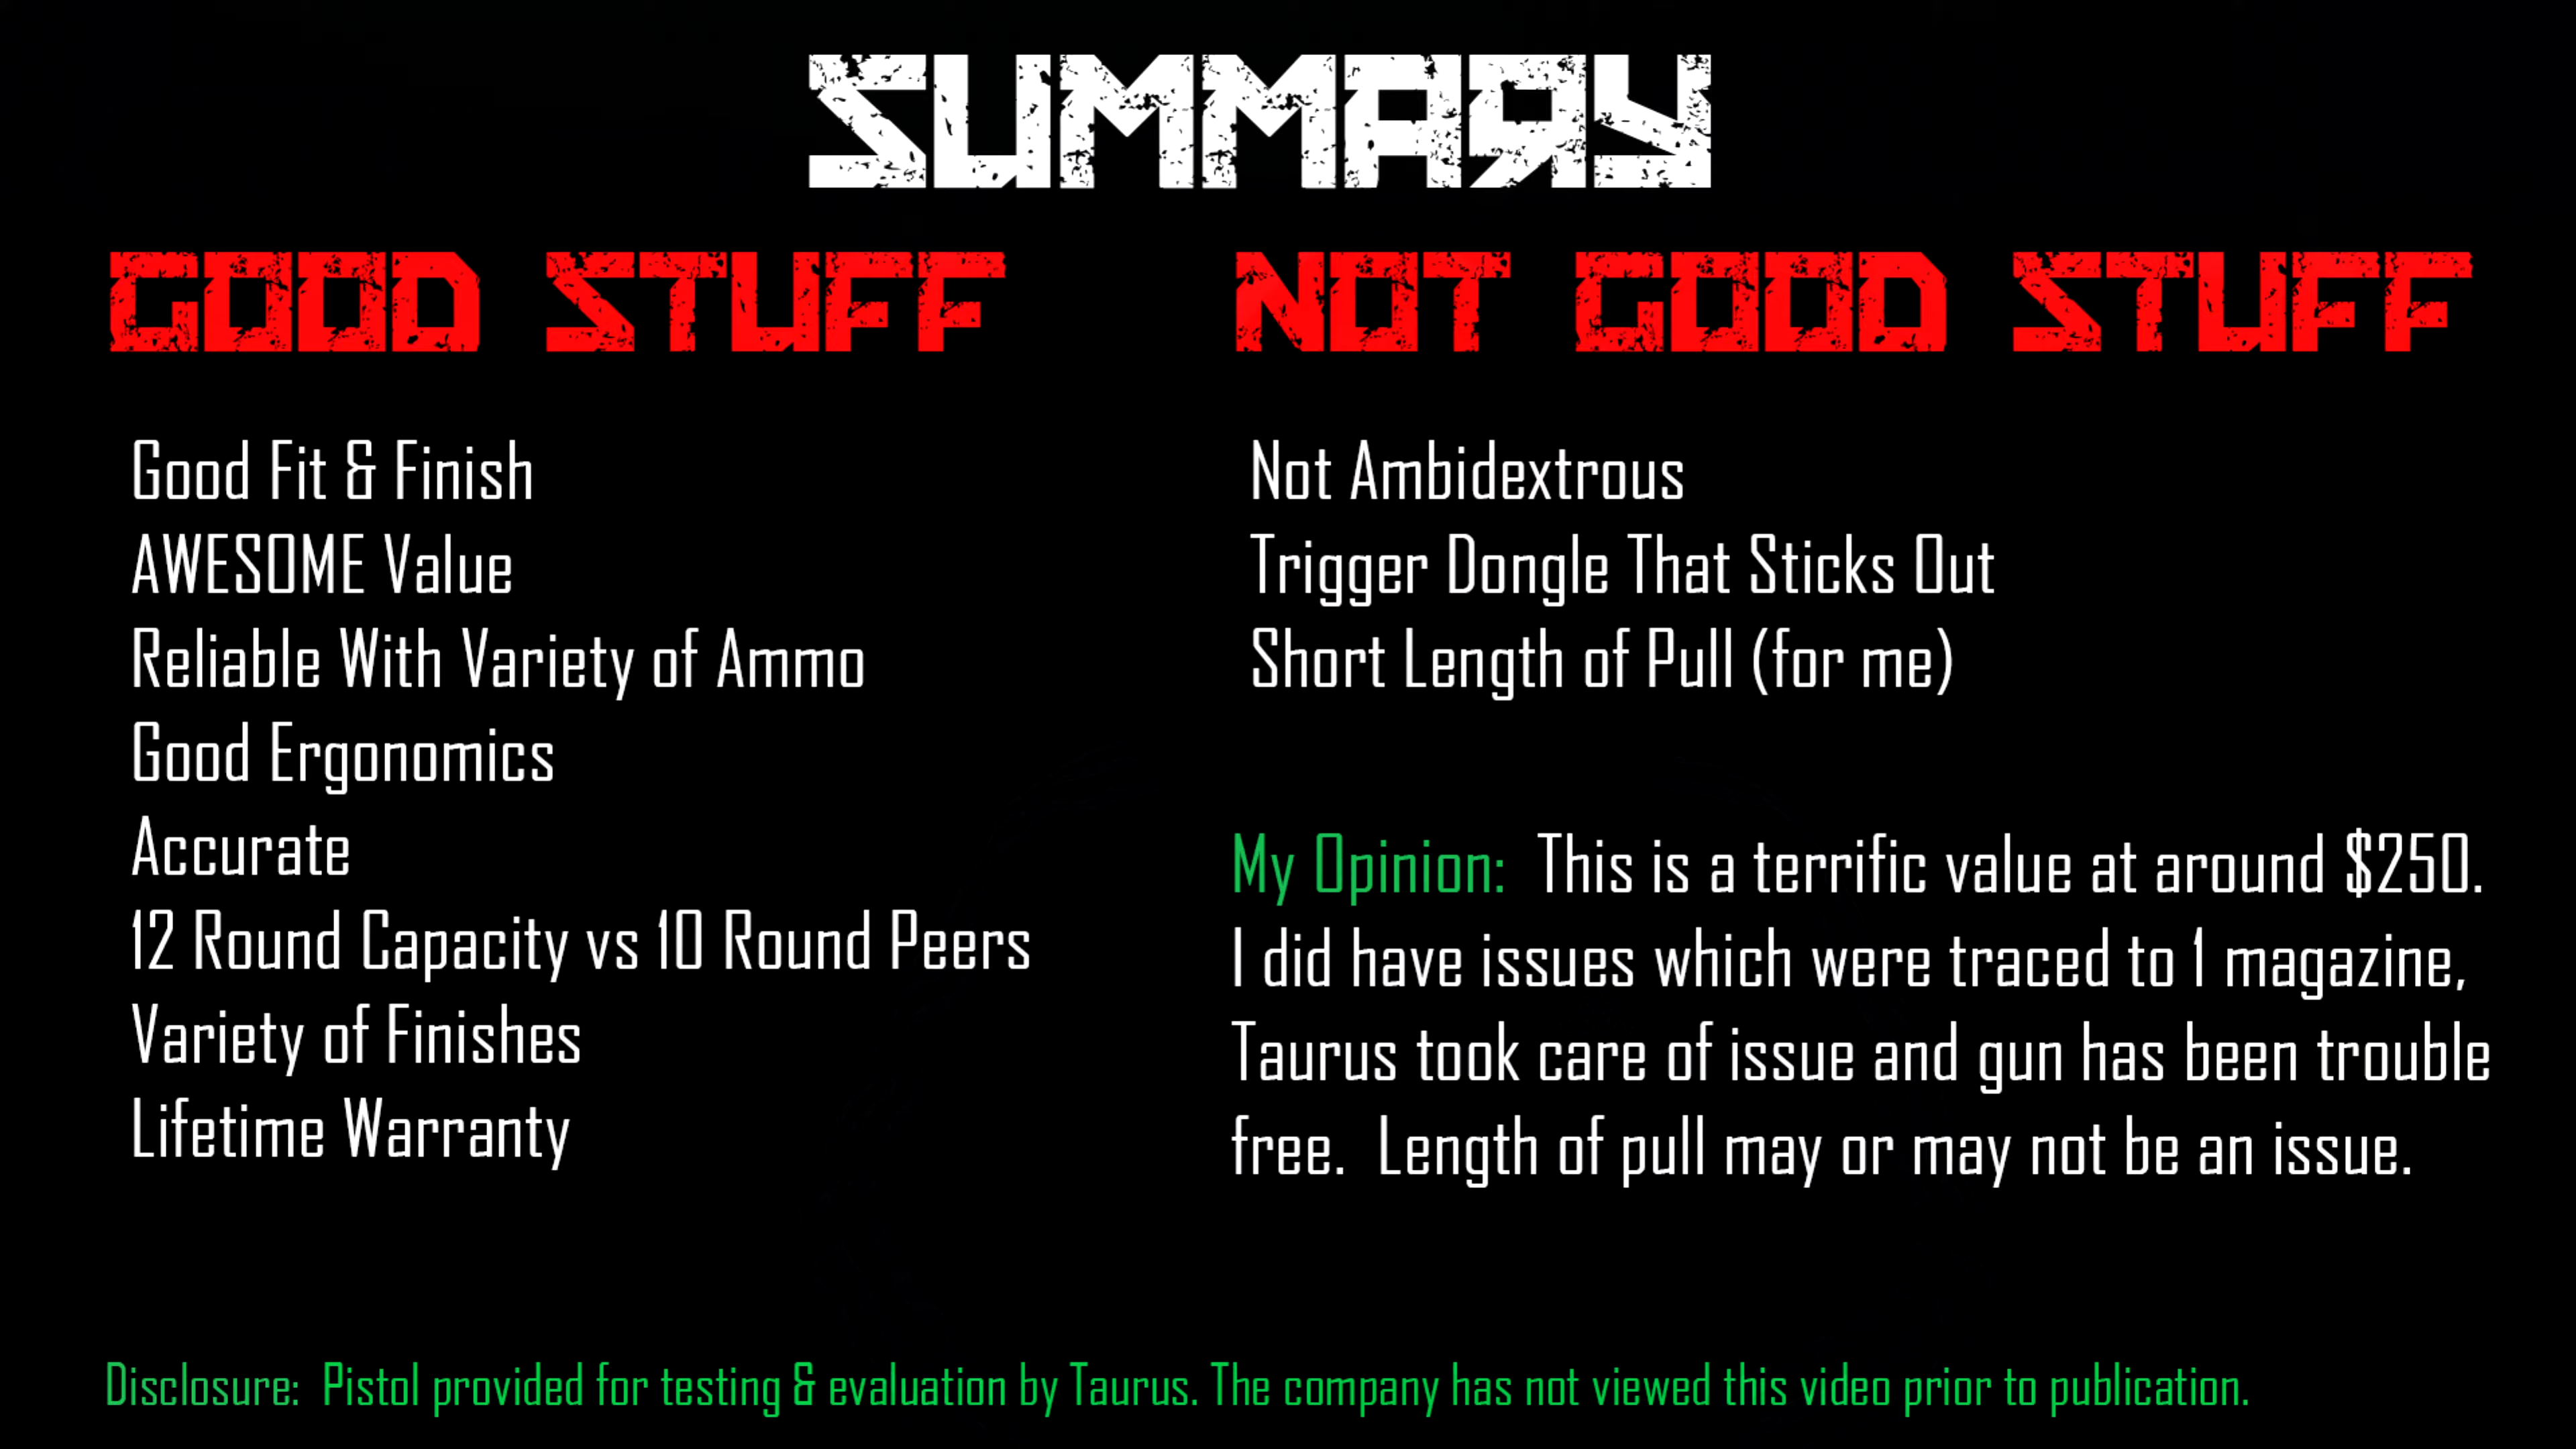 SUMMARY
GOOD STUFF
Good Fit & Finish
AWESOME Value
Reliable With Variety of Ammo
Good Ergonomics
Accurate
12 Round Capacity vs 10 Round Peers
Variety of Finishes
Lifetime Warranty
NOT GOOD STUFF
Not Ambidextrous
Trigger Dongle That Sticks Out
Short Length of Pull (for me)
My Opinion: This is a terrific value at around $250.
I did have issues which were traced to 1 magazine,
Taurus took care of issue and gun has been trouble
free. Length of pull may or may not be an issue.
Disclosure: Pistol provided for testing & evaluation by Taurus. The company has not viewed this video prior to publication.